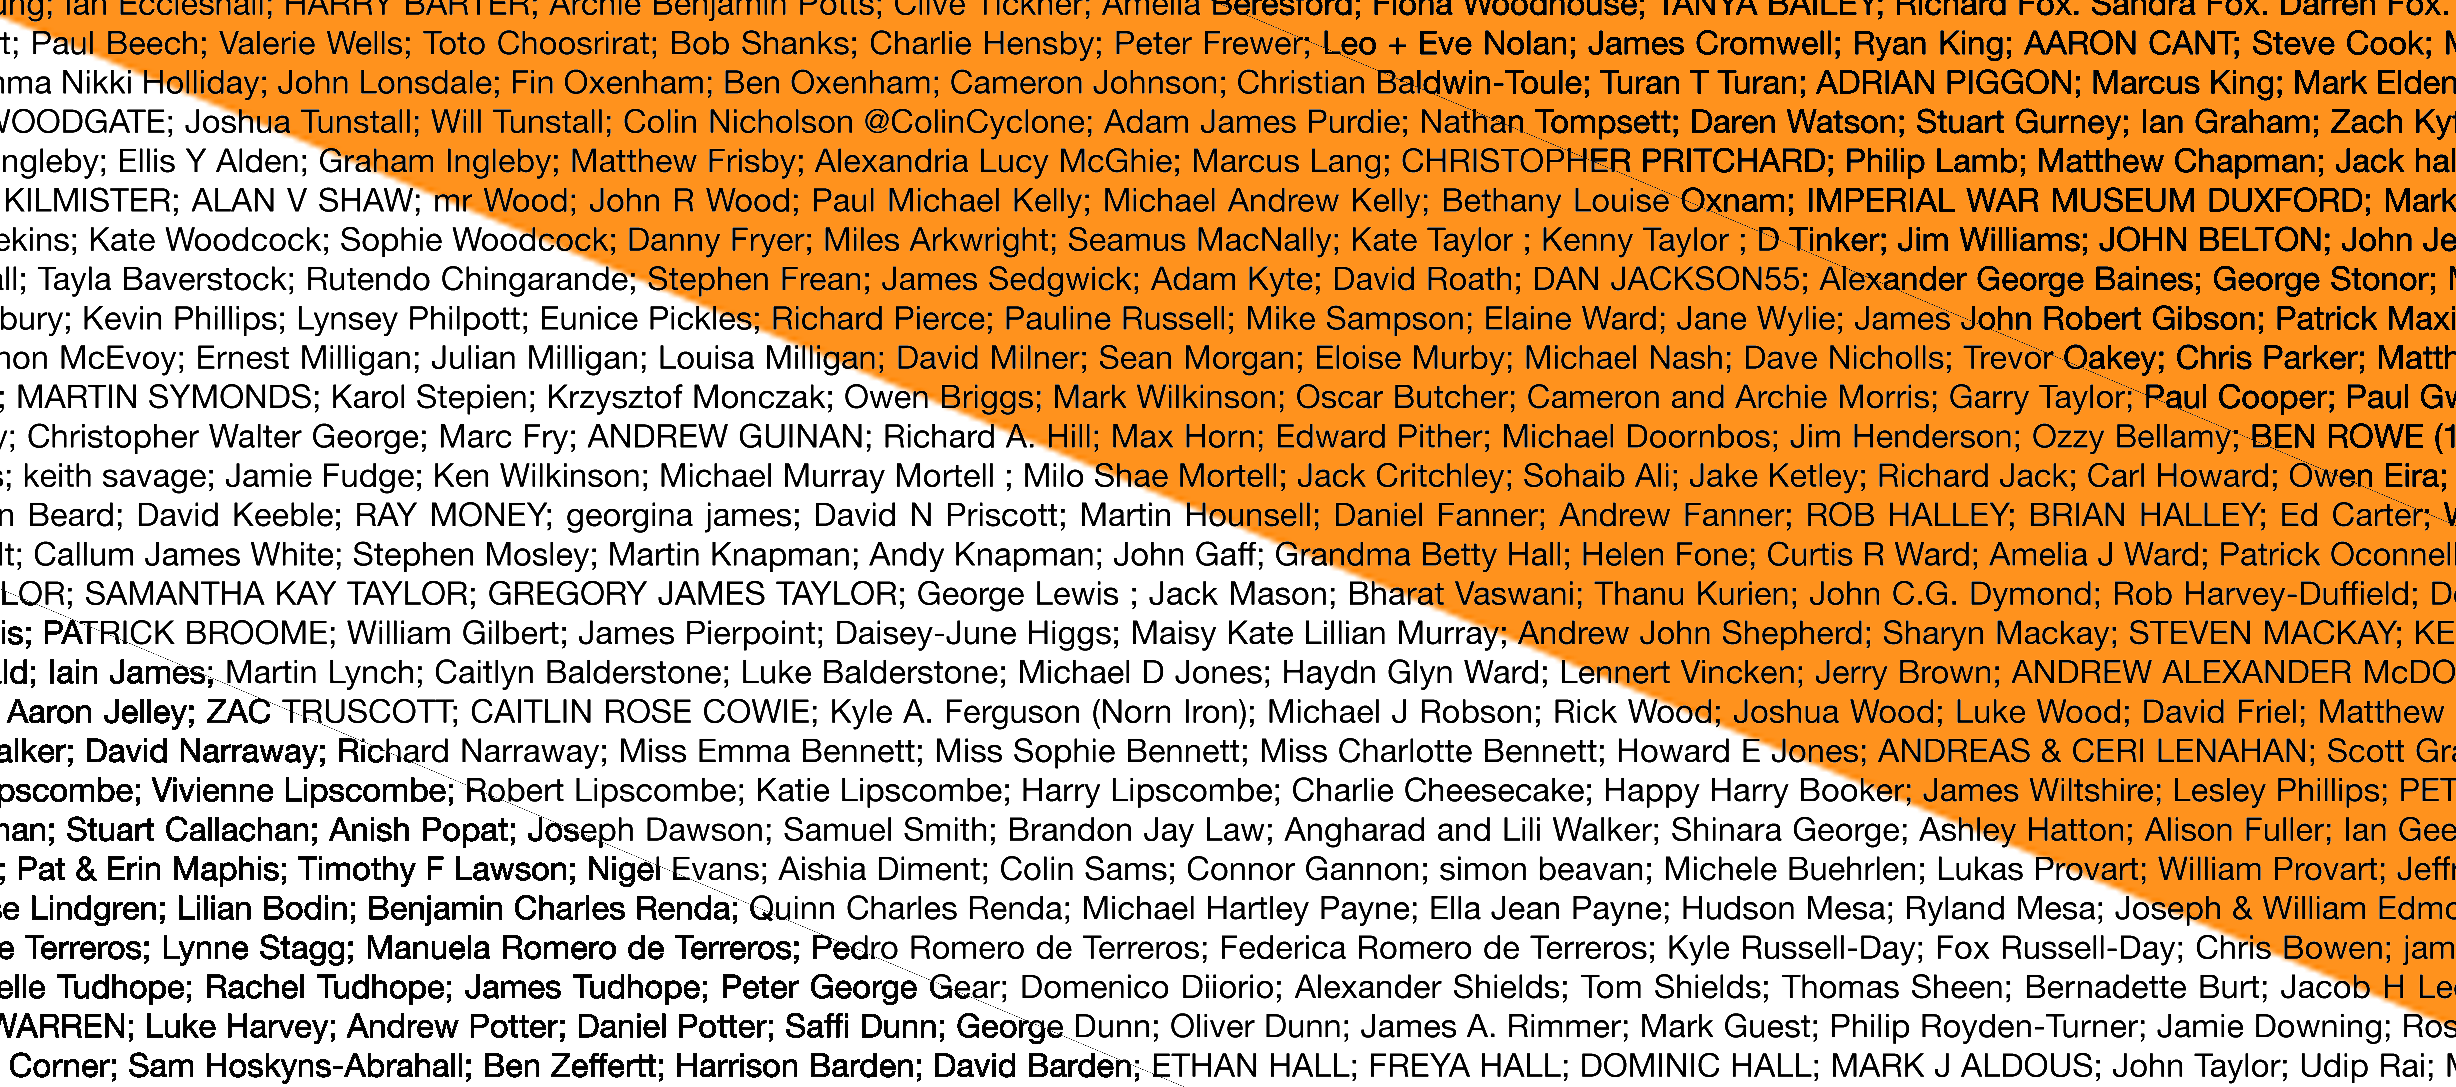 Ian Eccleshall; HARRY BARTER; Archie Benjamin Potts; Clive Tickner; Amelia Beresford; Fiona Woodhouse; TANYA BAILEY; Richard Fox. Sandra Fox. Darren Fox.
t; Paul Beech; Valerie Wells; Toto Choosrirat; Bob Shanks; Charlie Hensby; Peter Frewer; Leo + Eve Nolan; James Cromwell; Ryan King; AARON CANT; Steve Cook; M
mma Nikki Holliday; John Lonsdale; Fin Oxenham; Ben Oxenham; Cameron Johnson; Christian Baldwin-Toule; Turan T Turan; ADRIAN PIGGON; Marcus King; Mark Elden
WOODGATE; Joshua Tunstall; Will Tunstall; Colin Nicholson @ColinCyclone; Adam James Purdie; Nathan Tompsett; Daren Watson; Stuart Gurney; Ian Graham; Zach Kyt
ngleby; Ellis Y Alden; Graham Ingleby; Matthew Frisby; Alexandria Lucy McGhie; Marcus Lang; CHRISTOPHER PRITCHARD; Philip Lamb; Matthew Chapman; Jack hal
KILMISTER; ALAN V SHAW; mr Wood; John R Wood; Paul Michael Kelly; Michael Andrew Kelly; Bethany Louise Oxnam; IMPERIAL WAR MUSEUM DUXFORD; Mark
ekins; Kate Woodcock; Sophie Woodcock; Danny Fryer; Miles Arkwright; Seamus MacNally; Kate Taylor ; Kenny Taylor ; D Tinker; Jim Williams; JOHN BELTON; John Je
all; Tayla Baverstock; Rutendo Chingarande; Stephen Frean; James Sedgwick; Adam Kyte; David Roath; DAN JACKSON55; Alexander George Baines; George Stonor; M
bury; Kevin Phillips; Lynsey Philpott; Eunice Pickles; Richard Pierce; Pauline Russell; Mike Sampson; Elaine Ward; Jane Wylie; James John Robert Gibson; Patrick Maxi
non McEvoy; Ernest Milligan; Julian Milligan; Louisa Milligan; David Milner; Sean Morgan; Eloise Murby; Michael Nash; Dave Nicholls; Trevor Oakey; Chris Parker; Matth
; MARTIN SYMONDS; Karol Stepien; Krzysztof Monczak; Owen Briggs; Mark Wilkinson; Oscar Butcher; Cameron and Archie Morris; Garry Taylor; Paul Cooper; Paul Gw
y; Christopher Walter George; Marc Fry; ANDREW GUINAN; Richard A. Hill; Max Horn; Edward Pither; Michael Doornbos; Jim Henderson; Ozzy Bellamy; BEN ROWE (1
s; keith savage; Jamie Fudge; Ken Wilkinson; Michael Murray Mortell ; Milo Shae Mortell; Jack Critchley; Sohaib Ali; Jake Ketley; Richard Jack; Carl Howard; Owen Eira;
n Beard; David Keeble; RAY MONEY; georgina james; David N Priscott; Martin Hounsell; Daniel Fanner; Andrew Fanner; ROB HALLEY; BRIAN HALLEY; Ed Carter; W
lt; Callum James White; Stephen Mosley; Martin Knapman; Andy Knapman; John Gaff; Grandma Betty Hall; Helen Fone; Curtis R Ward; Amelia J Ward; Patrick Oconnell
LOR; SAMANTHA KAY TAYLOR; GREGORY JAMES TAYLOR; George Lewis ; Jack Mason; Bharat Vaswani; Thanu Kurien; John C.G. Dymond; Rob Harvey-Duffield; De
is; PATRICK BROOME; William Gilbert; James Pierpoint; Daisey-June Higgs; Maisy Kate Lillian Murray; Andrew John Shepherd; Sharyn Mackay; STEVEN MACKAY; KE
ld; Iain James; Martin Lynch; Caitlyn Balderstone; Luke Balderstone; Michael D Jones; Haydn Glyn Ward; Lennert Vincken; Jerry Brown; ANDREW ALEXANDER McDO
Aaron Jelley; ZAC TRUSCOTT; CAITLIN ROSE COWIE; Kyle A. Ferguson (Norn Iron); Michael J Robson; Rick Wood; Joshua Wood; Luke Wood; David Friel; Matthew
alker; David Narraway; Richard Narraway; Miss Emma Bennett; Miss Sophie Bennett; Miss Charlotte Bennett; Howard E Jones; ANDREAS & CERI LENAHAN; Scott Gra
pscombe; Vivienne Lipscombe; Robert Lipscombe; Katie Lipscombe; Harry Lipscombe; Charlie Cheesecake; Happy Harry Booker; James Wiltshire; Lesley Phillips; PET
nan; Stuart Callachan; Anish Popat; Joseph Dawson; Samuel Smith; Brandon Jay Law; Angharad and Lili Walker; Shinara George; Ashley Hatton; Alison Fuller; Ian Gee
; Pat & Erin Maphis; Timothy F Lawson; Nigel Evans; Aishia Diment; Colin Sams; Connor Gannon; simon beavan; Michele Buehrlen; Lukas Provart; William Provart; Jeff
se Lindgren; Lilian Bodin; Benjamin Charles Renda; Quinn Charles Renda; Michael Hartley Payne; Ella Jean Payne; Hudson Mesa; Ryland Mesa; Joseph & William Edmo
e Terreros; Lynne Stagg; Manuela Romero de Terreros; Pedro Romero de Terreros; Federica Romero de Terreros; Kyle Russell-Day; Fox Russell-Day; Chris Bowen; jam
elle Tudhope; Rachel Tudhope; James Tudhope; Peter George Gear; Domenico Diiorio; Alexander Shields; Tom Shields; Thomas Sheen; Bernadette Burt; Jacob H Le
WARREN; Luke Harvey; Andrew Potter; Daniel Potter; Saffi Dunn; George Dunn; Oliver Dunn; James A. Rimmer; Mark Guest; Philip Royden-Turner; Jamie Downing; Ros
Corner; Sam Hoskyns-Abrahall; Ben Zeffertt; Harrison Barden; David Barden; ETHAN HALL; FREYA HALL; DOMINIC HALL; MARK J ALDOUS; John Taylor; Udip Rai; M